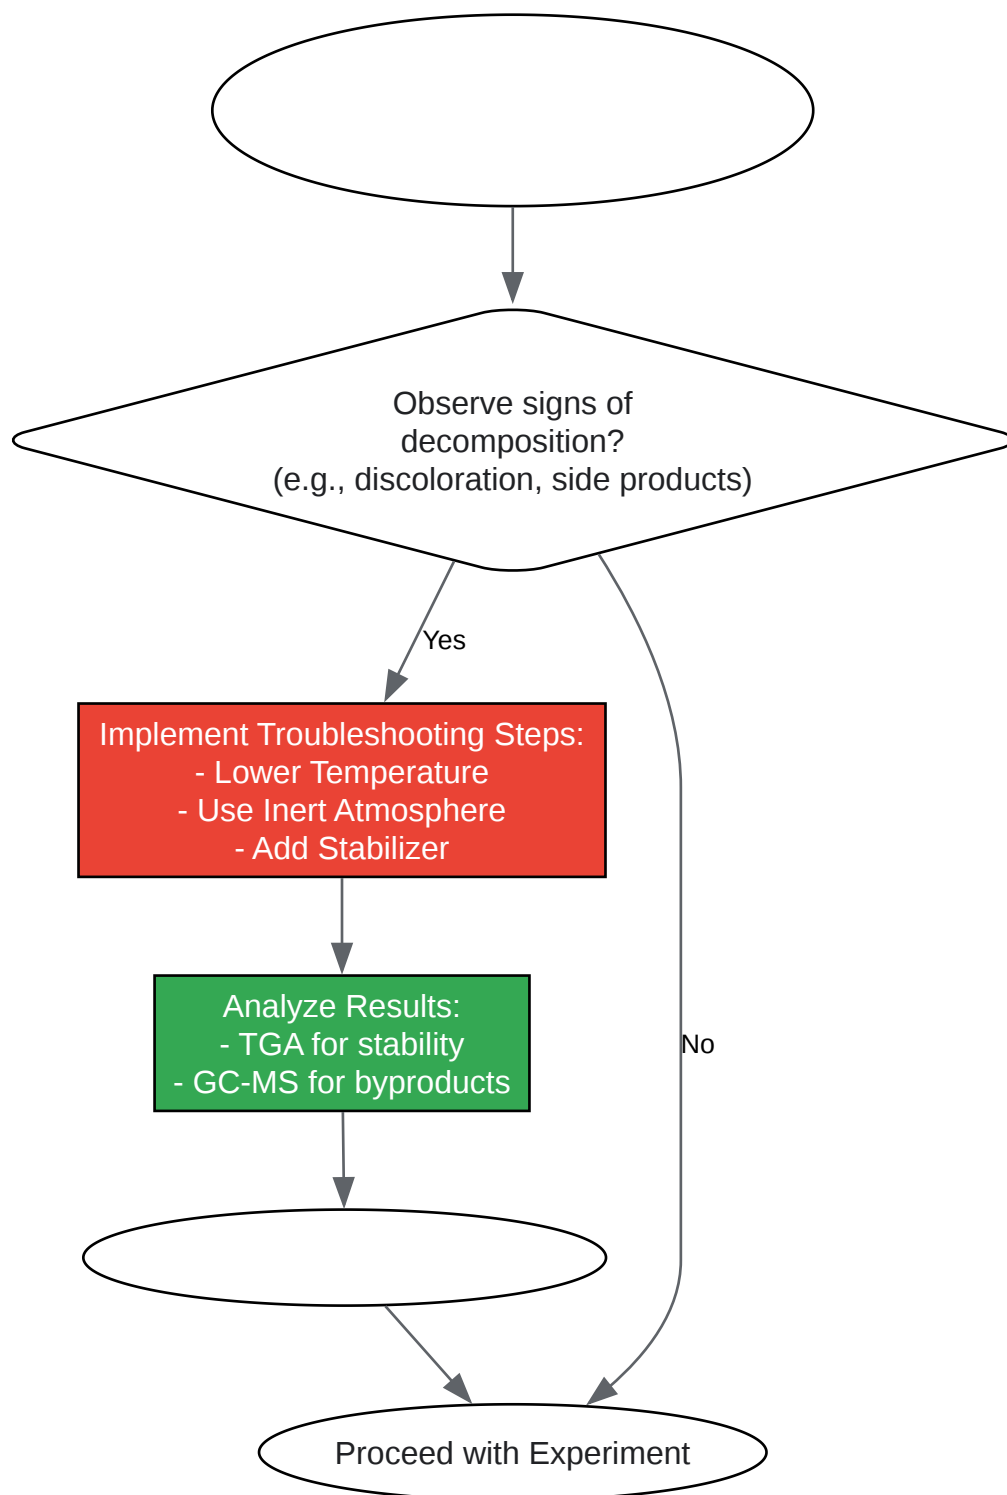 Observe signs of
decomposition?
(e.g., discoloration, side products)
Yes
Implement Troubleshooting Steps:
- Lower Temperature
- Use Inert Atmosphere
- Add Stabilizer
Analyze Results:
- TGA for stability
- GC-MS for byproducts
No
Proceed with Experiment